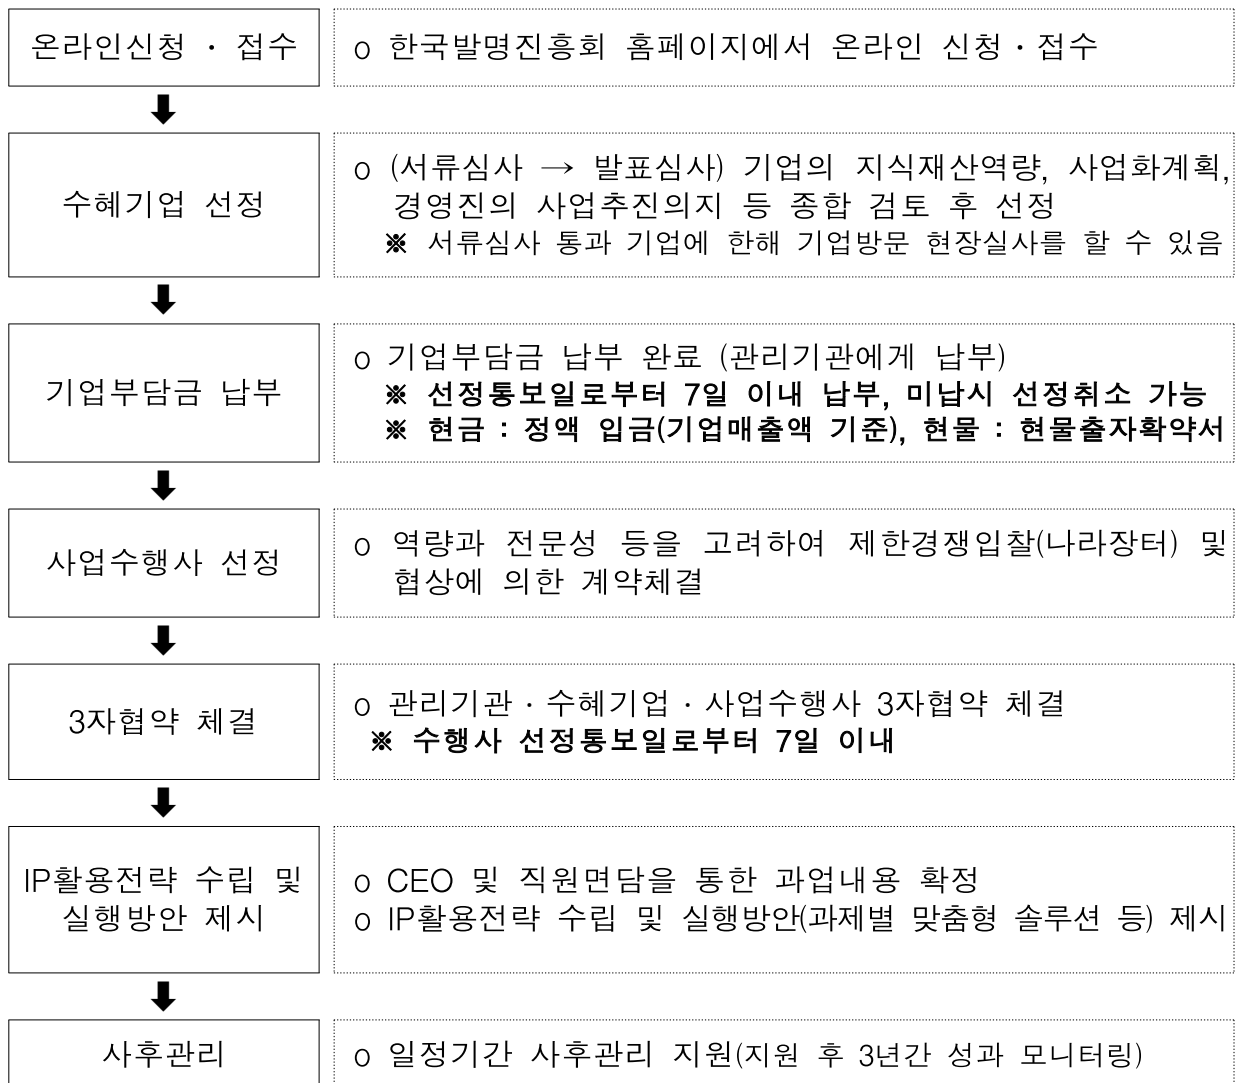 온라인신청 · 접수
o 한국발명진흥회 홈페이지에서 온라인 신청·접수
수혜기업 선정
o (서류심사 → 발표심사) 기업의 지식재산역량, 사업화계획,
경영진의 사업추진의지 등 종합 검토 후 선정
※ 서류심사 통과 기업에 한해 기업방문 현장실사를 할 수 있음
기업부담금 납부
o 기업부담금 납부 완료 (관리기관에게 납부)
※ 선정통보일로부터 7일 이내 납부, 미납시 선정취소 가능
※ 현금 : 정액 입금(기업매출액 기준), 현물 : 현물출자확약서
사업수행사 선정
o 역량과 전문성 등을 고려하여 제한경쟁입찰(나라장터) 및
협상에 의한 계약체결
3자협약 체결
o 관리기관·수혜기업·사업수행사 3자협약 체결
※ 수행사 선정통보일로부터 7일 이내
IP활용전략 수립 및
실행방안 제시
o CEO 및 직원면담을 통한 과업내용 확정
o IP활용전략 수립 및 실행방안(과제별 맞춤형 솔루션 등) 제시
사후관리
o 일정기간 사후관리 지원(지원 후 3년간 성과 모니터링)